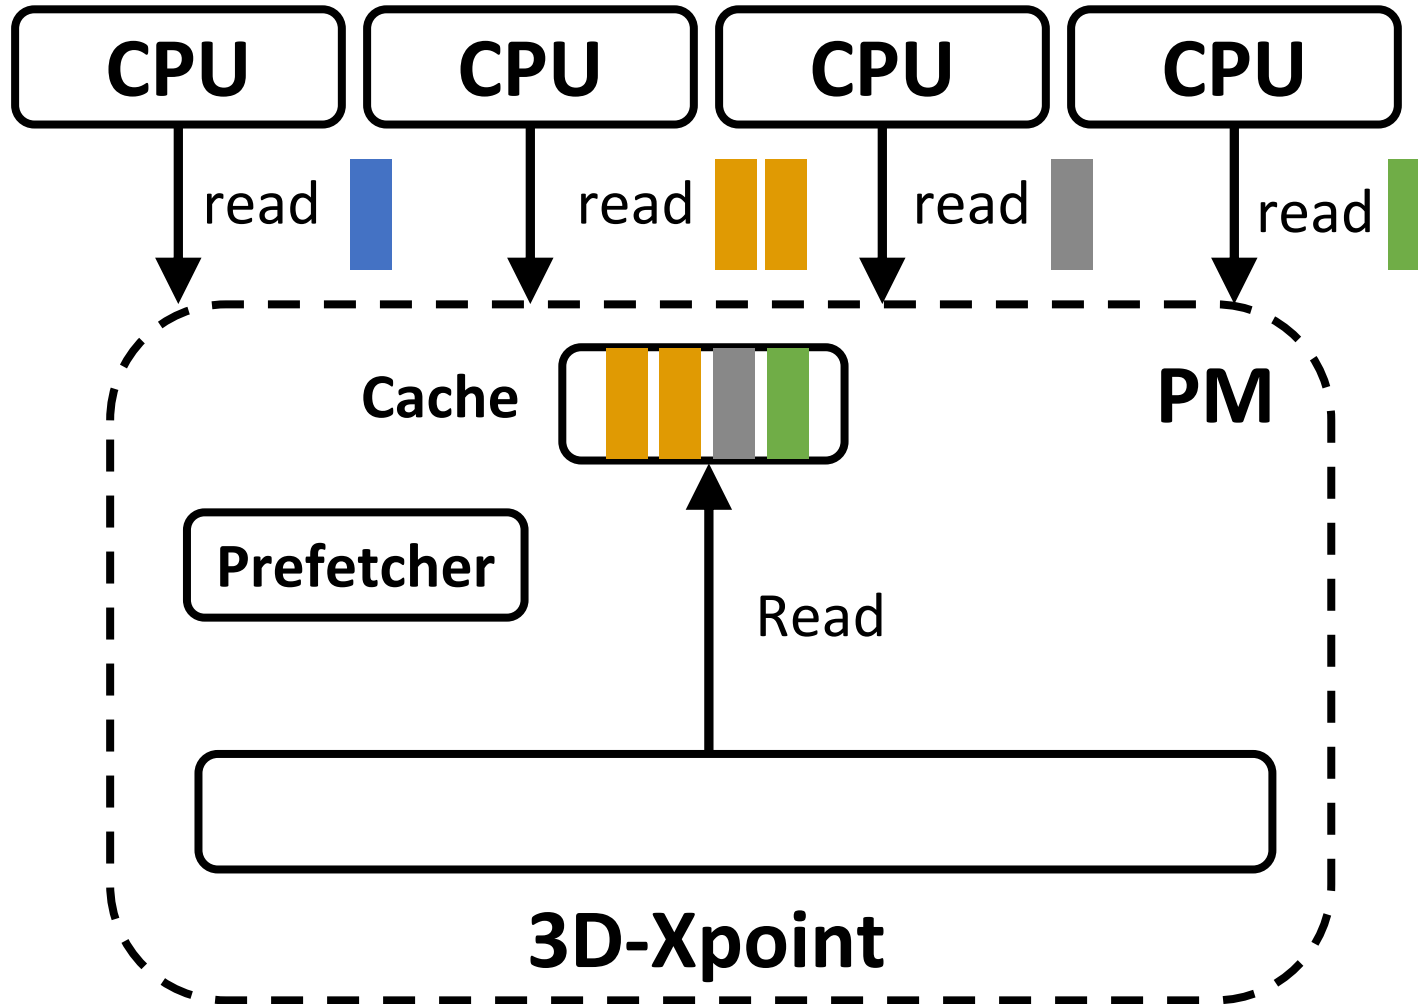 CPU CPU CPU CPU
read read read read
Cache
PM
Prefetcher
Read
3D-Xpoint